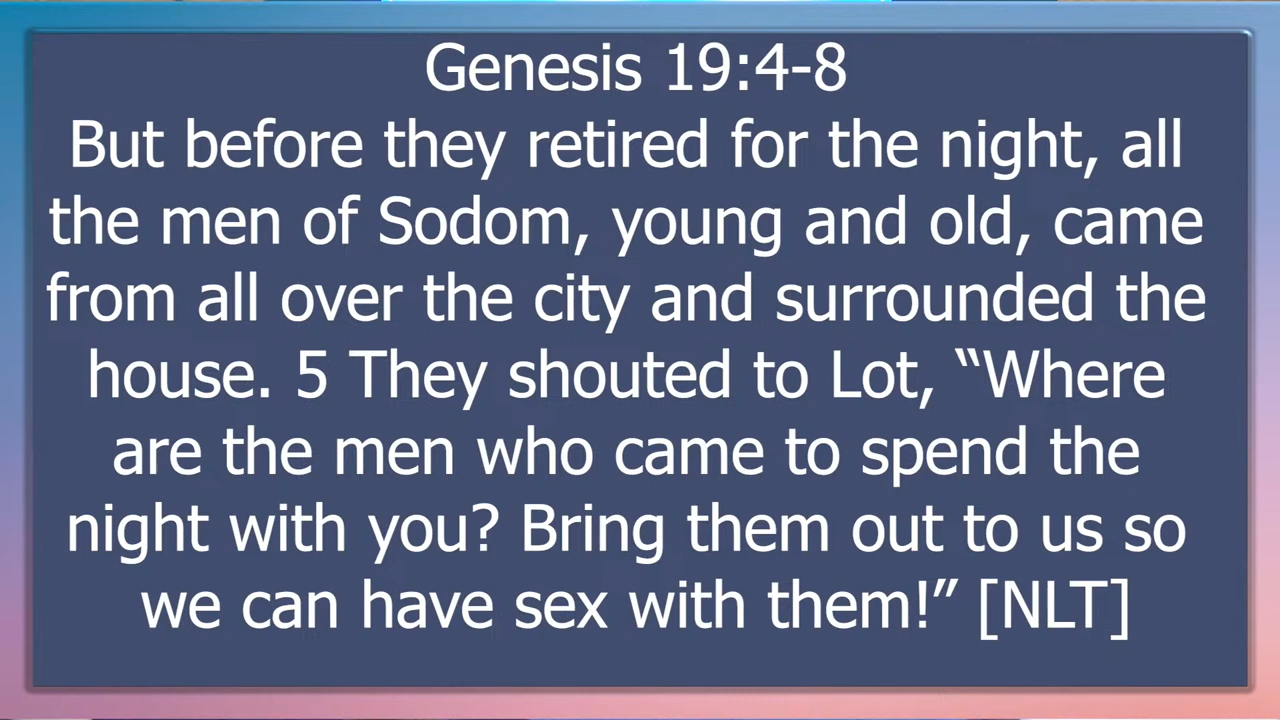 Genesis 19:4-8
But before they retired for the night, all
the men of Sodom, young and old, came
from all over the city and surrounded the
house. 5 They shouted to Lot, “Where
are the men who came to spend the
night with you? Bring them out to us so
we can have sex with them!” [NLT]